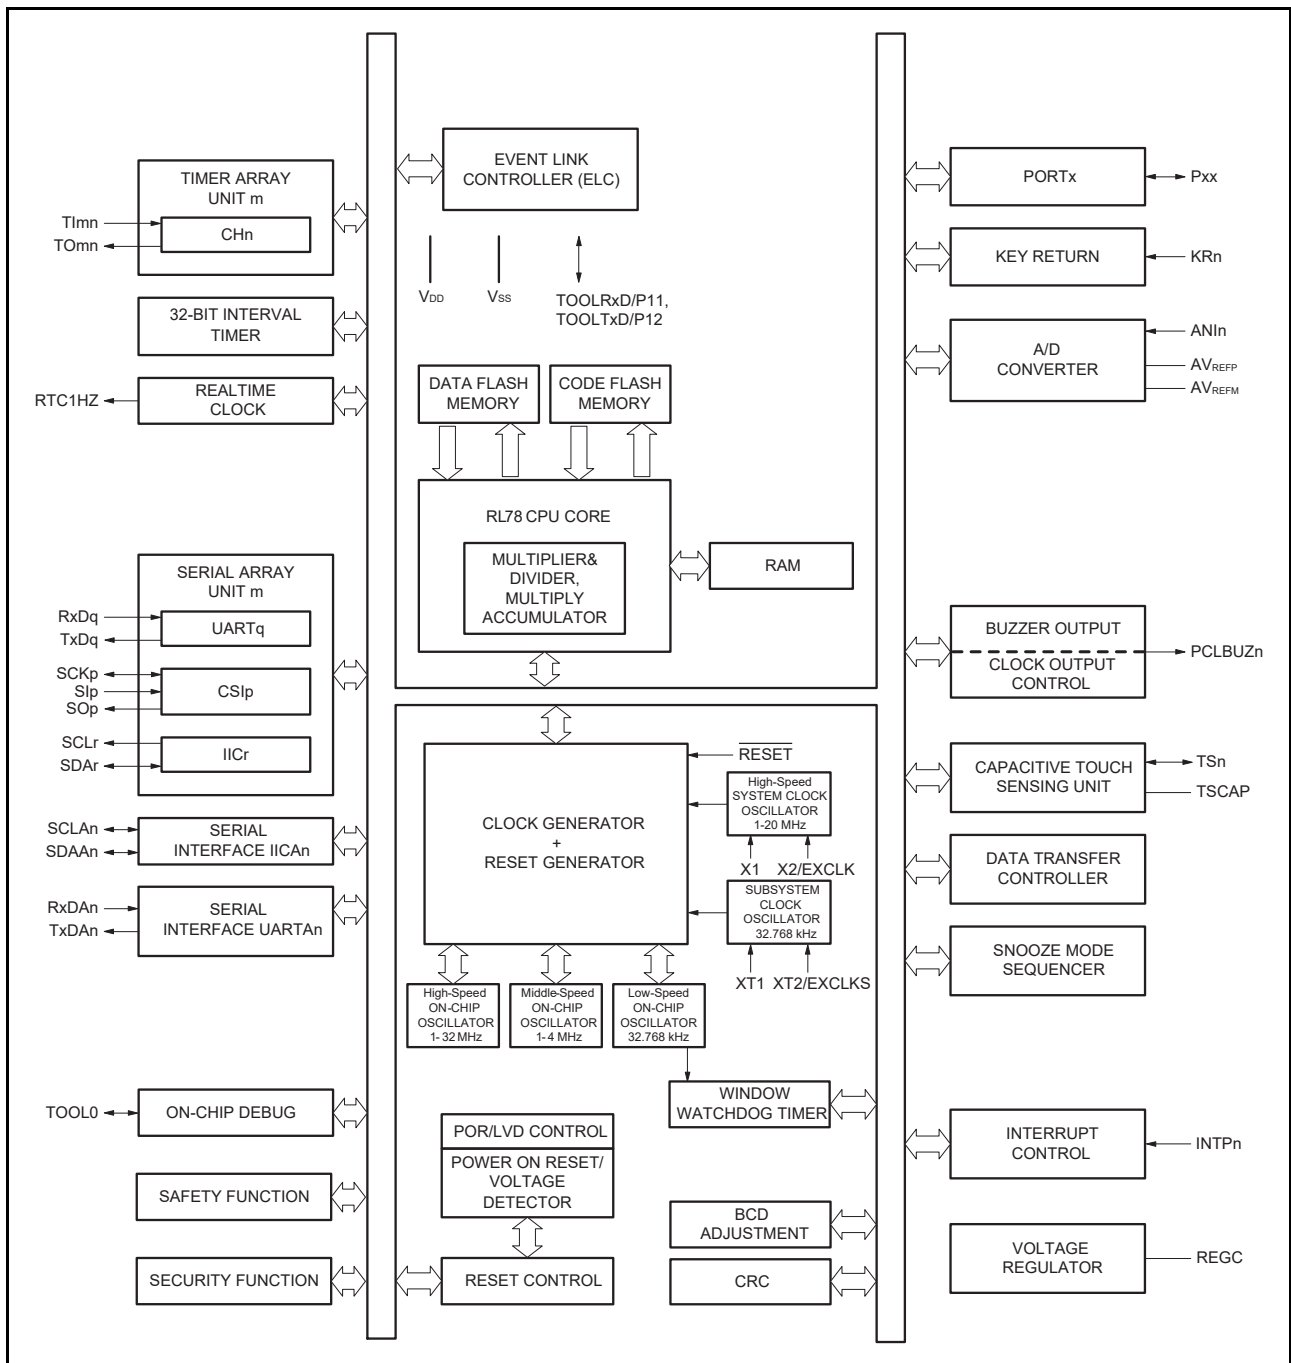 TIMER ARRAY
UNIT m
TImn
TOmn
CHn
32-BIT INTERVAL
TIMER
RTC1HZ
REALTIME
CLOCK
SERIAL ARRAY
UNIT m
RxDq
TxDq
UARTq
SCKp
SIp
SOp
CSIp
SCLr
SDAr
IICr
SCLAn
SDAAn
SERIAL
INTERFACE IICAn
RxDAn
TxDAn
SERIAL
INTERFACE UARTAn
TOOL0
ON-CHIP DEBUG
SAFETY FUNCTION
SECURITY FUNCTION
EVENT LINK
CONTROLLER (ELC)
VDD
VSS
TOOLRxD/P11,
TOOLTxD/P12
DATA FLASH
MEMORY
CODE FLASH
MEMORY
RL78 CPU CORE
MULTIPLIER&
DIVIDER,
MULTIPLY
ACCUMULATOR
RAM
CLOCK GENERATOR
+
RESET GENERATOR
RESET
High-Speed
SYSTEM CLOCK
OSCILLATOR
1-20 MHz
X1
X2/EXCLK
SUBSYSTEM
CLOCK
OSCILLATOR
32.768 kHz
XT1
XT2/EXCLKS
High-Speed
ON-CHIP
OSCILLATOR
1-32 MHz
Middle-Speed
ON-CHIP
OSCILLATOR
1-4 MHz
Low-Speed
ON-CHIP
OSCILLATOR
32.768 kHz
WINDOW
WATCHDOG TIMER
POR/LVD CONTROL
POWER ON RESET/
VOLTAGE
DETECTOR
RESET CONTROL
BCD
ADJUSTMENT
CRC
PORTx
Pxx
KEY RETURN
KRn
A/D
CONVERTER
ANIn
AVREFP
AVREFM
BUZZER OUTPUT
CLOCK OUTPUT
CONTROL
PCLBUZn
CAPACITIVE TOUCH
SENSING UNIT
TSn
TSCAP
DATA TRANSFER
CONTROLLER
SNOOZE MODE
SEQUENCER
INTERRUPT
CONTROL
INTPn
VOLTAGE
REGULATOR
REGC